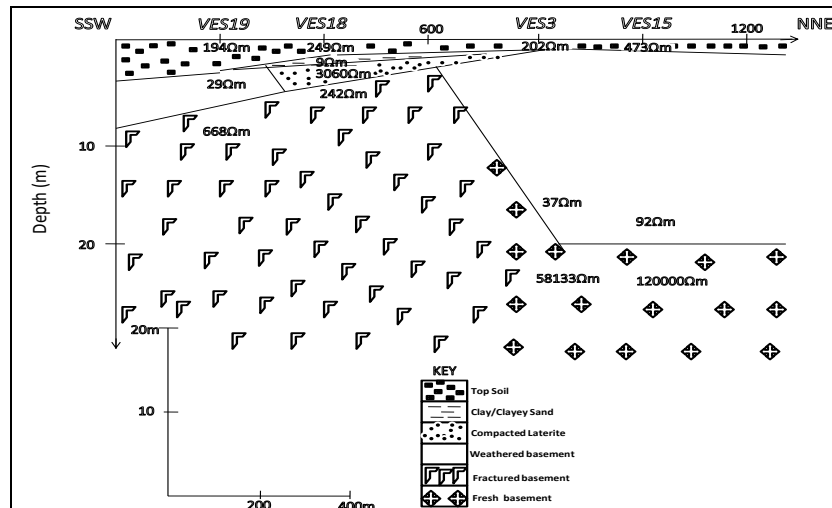 SSW VES19 VES18 600 VES3 VES15 1200 NNE
194Ωm 249Ωm 202Ωm 473Ωm
9Ωm
29Ωm 3060Ωm
242Ωm
668Ωm
10
Depth (m)
37Ωm 92Ωm
20
58133Ωm 120000Ωm
20m
KEY
Top Soil
10
Clay/Clayey Sand
Compacted Laterite
Weathered basement
Fractured basement
200 400m
Fresh basement